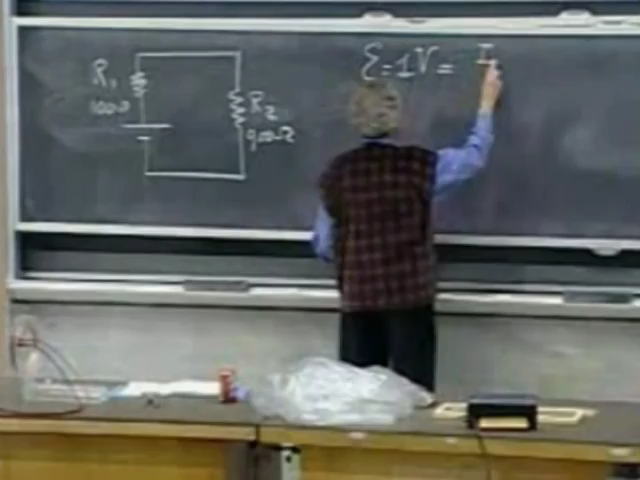 R₁
100Ω
R₂
900Ω
Ɛ = 1V = I